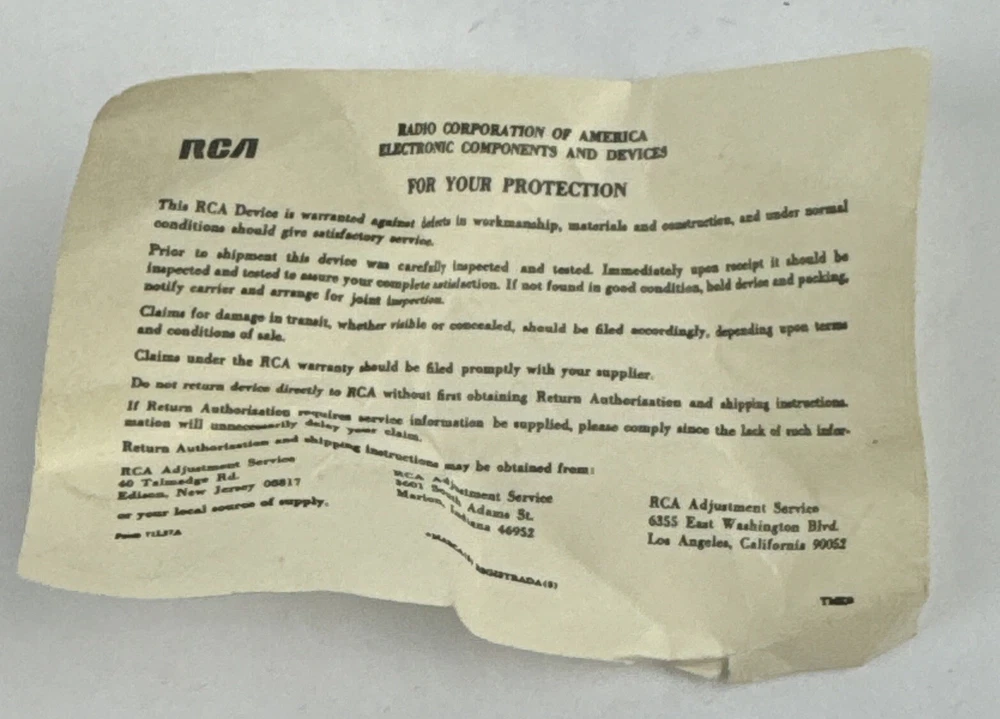 RCA
RADIO CORPORATION OF AMERICA
ELECTRONIC COMPONENTS AND DEVICES
FOR YOUR PROTECTION
This RCA Device is warranted against defects in workmanship, materials and construction, and under normal
conditions should give satisfactory service.
Prior to shipment this device was carefully inspected and tested. Immediately upon receipt it should be
inspected and tested to assure your complete satisfaction. If not found in good condition, hold device and packing,
notify carrier and arrange for joint inspection.
Claims for damage in transit, whether visible or concealed, should be filed accordingly, depending upon terms
and conditions of sale.
Claims under the RCA warranty should be filed promptly with your supplier.
Do not return device directly to RCA without first obtaining Return Authorization and shipping instructions.
If Return Authorization requires service information be supplied, please comply since the lack of such infor-
mation will unnecessarily delay your claim.
Return Authorization and shipping instructions may be obtained from:
RCA Adjustment Service
40 Talmadge Rd.
Edison, New Jersey 08817
or your local source of supply.
RCA Adjustment Service
3601 South Adams St.
Marion, Indiana 46952
RCA Adjustment Service
6355 East Washington Blvd.
Los Angeles, California 90052
MARCA(S) REGISTRADA(S)
Form